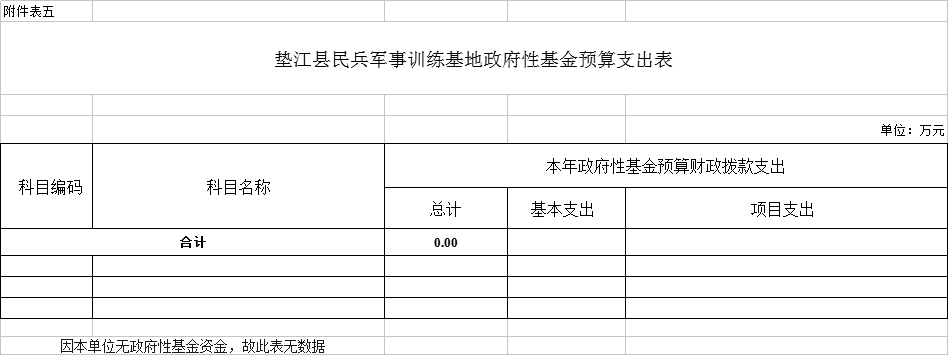 附件表五
垫江县民兵军事训练基地政府性基金预算支出表
单位：万元
科目编码 科目名称 本年政府性基金预算财政拨款支出
总计 基本支出 项目支出
合计 0.00
因本单位无政府性基金资金，故此表无数据